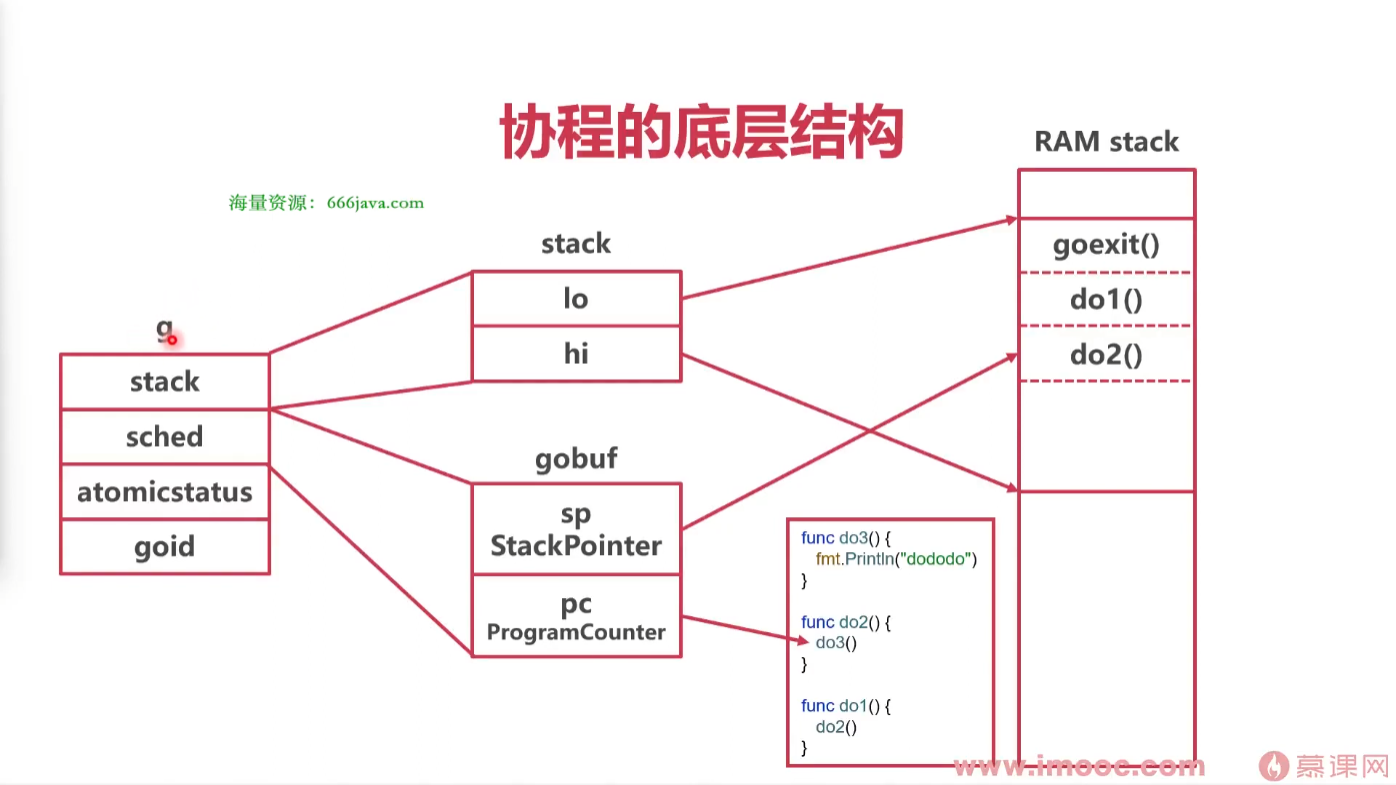 协程的底层结构
RAM stack
海量资源：666java.com
stack
lo
hi
g
stack
sched
atomicstatus
goid
gobuf
sp
StackPointer
pc
ProgramCounter
goexit()
do1()
do2()
func do3() {
fmt.Println("dododo")
}
func do2() {
do3()
}
func do1() {
do2()
}
www.imooc.com
慕课网